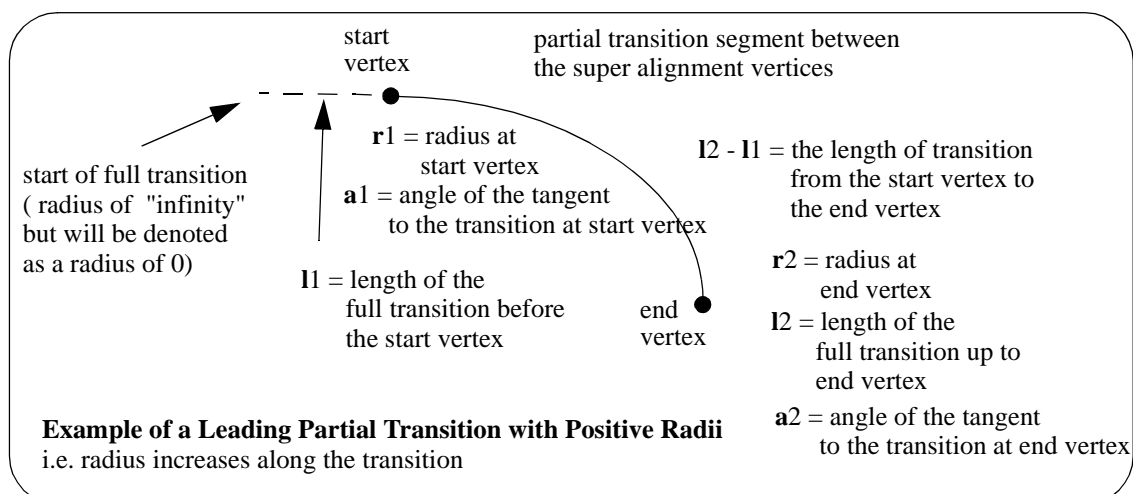 start
vertex
partial transition segment between
the super alignment vertices
r1 = radius at
start vertex
a1 = angle of the tangent
to the transition at start vertex
l2 - l1 = the length of transition
from the start vertex to
the end vertex
start of full transition
( radius of "infinity"
but will be denoted
as a radius of 0)
l1 = length of the
full transition before
the start vertex
end
vertex
r2 = radius at
end vertex
l2 = length of the
full transition up to
end vertex
a2 = angle of the tangent
to the transition at end vertex
Example of a Leading Partial Transition with Positive Radii
i.e. radius increases along the transition